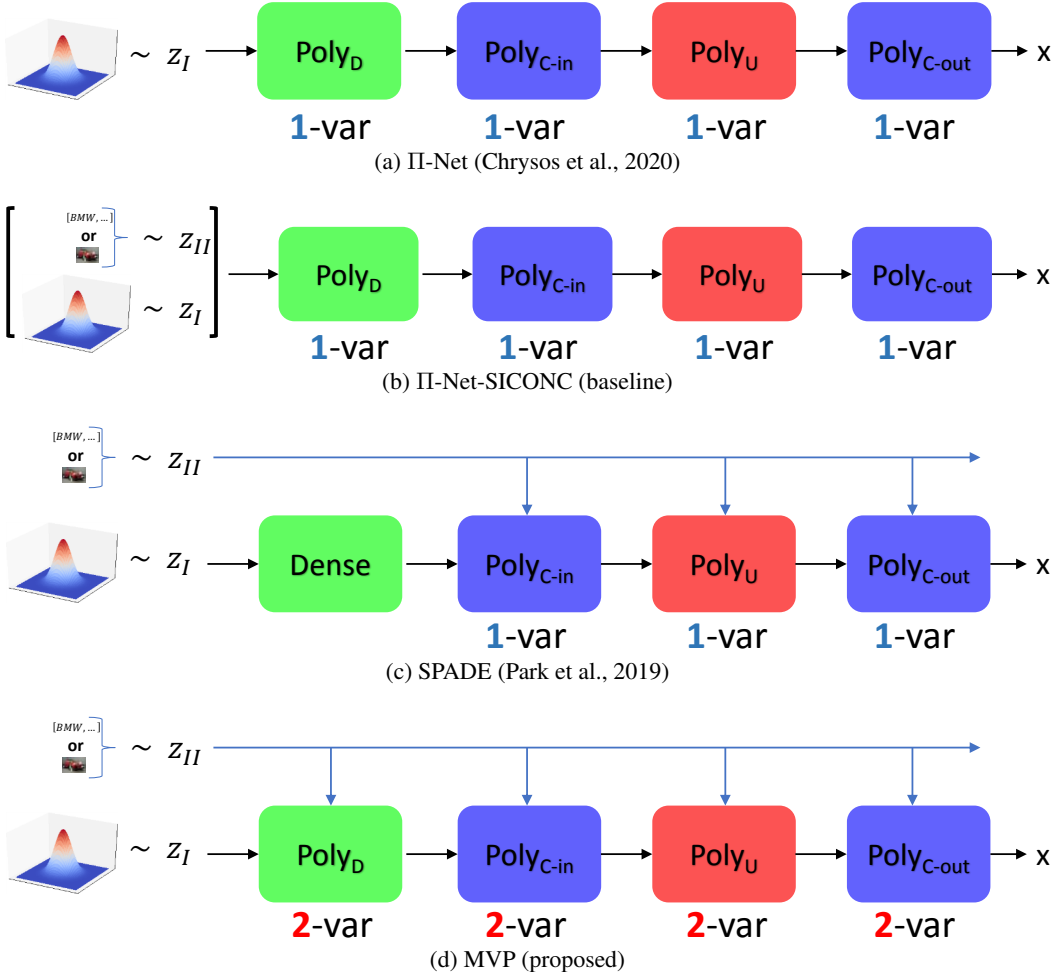 ∼ z_I Poly_D Poly_C-in Poly_U Poly_C-out x
1-var 1-var 1-var 1-var
(a) Π-Net (Chrysos et al., 2020)
[BMW, ...]
or
∼ z_II
∼ z_I
Poly_D Poly_C-in Poly_U Poly_C-out x
1-var 1-var 1-var 1-var
(b) Π-Net-SICONC (baseline)
[BMW, ...]
or
∼ z_II
∼ z_I Dense Poly_C-in Poly_U Poly_C-out x
1-var 1-var 1-var
(c) SPADE (Park et al., 2019)
[BMW, ...]
or
∼ z_II
∼ z_I Poly_D Poly_C-in Poly_U Poly_C-out x
2-var 2-var 2-var 2-var
(d) MVP (proposed)